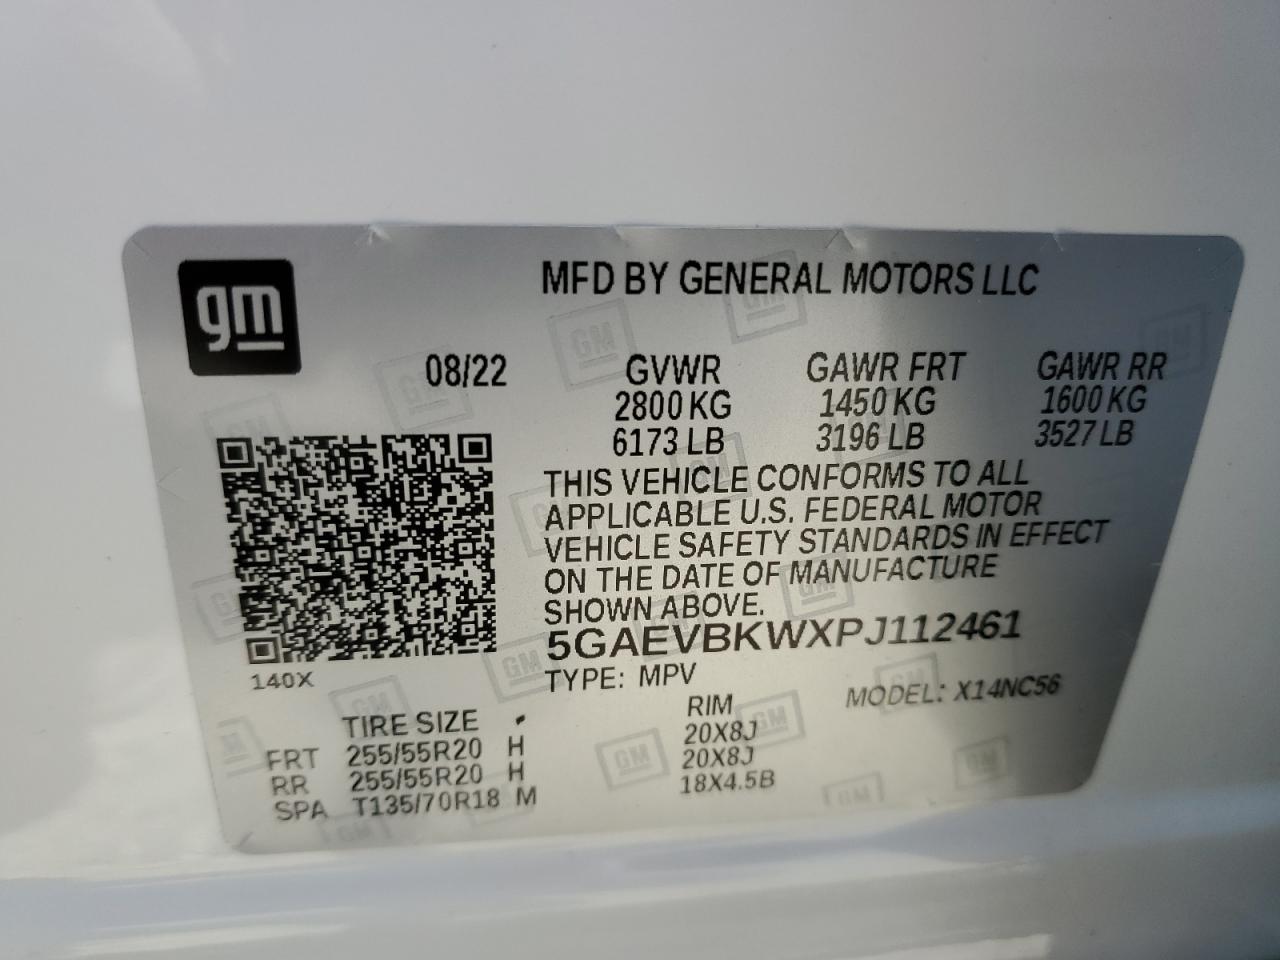 gm
MFD BY GENERAL MOTORS LLC
08/22 GVWR GAWR FRT GAWR RR
2800 KG 1450 KG 1600 KG
6173 LB 3196 LB 3527 LB
THIS VEHICLE CONFORMS TO ALL
APPLICABLE U.S. FEDERAL MOTOR
VEHICLE SAFETY STANDARDS IN EFFECT
ON THE DATE OF MANUFACTURE
SHOWN ABOVE.
5GAEVBKWXPJ112461
140X
TYPE: MPV MODEL: X14NC56
TIRE SIZE RIM
FRT 255/55R20 H 20X8J
RR 255/55R20 H 20X8J
SPA T135/70R18 M 18X4.5B